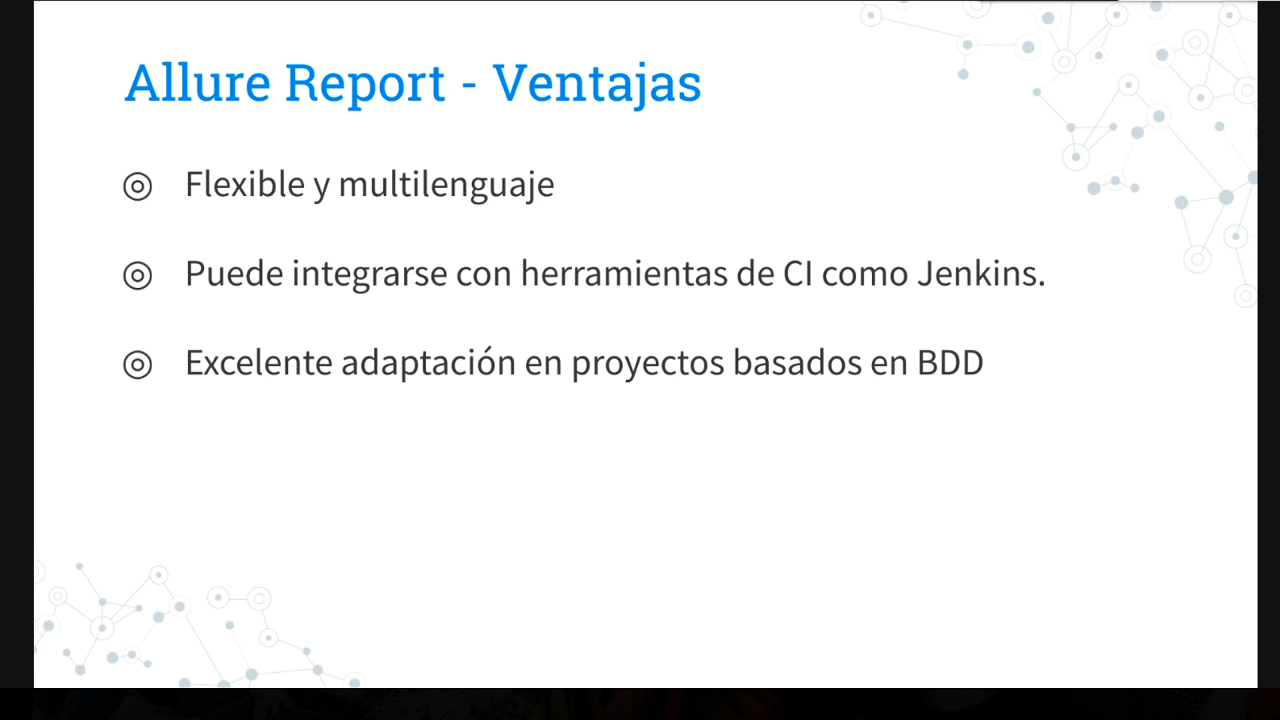 Allure Report - Ventajas
Flexible y multilenguaje
Puede integrarse con herramientas de CI como Jenkins.
Excelente adaptación en proyectos basados en BDD